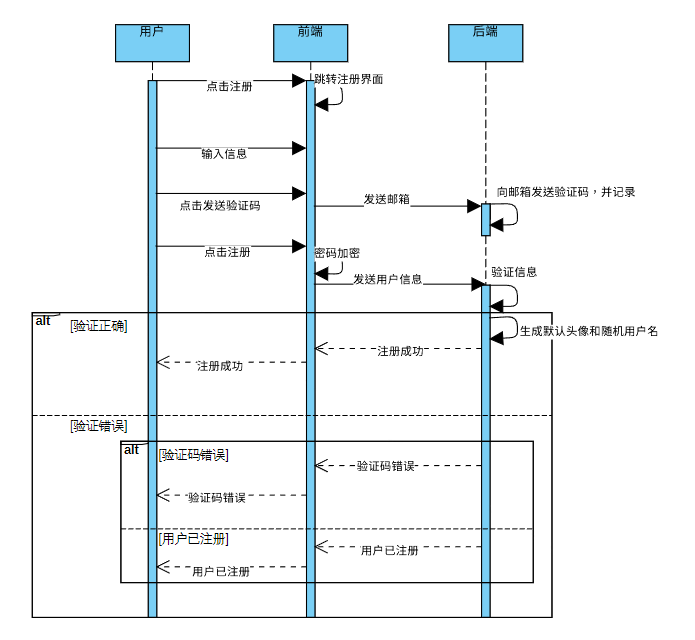 用户
前端
后端
点击注册
跳转注册界面
输入信息
点击发送验证码
发送邮箱
向邮箱发送验证码，并记录
点击注册
密码加密
发送用户信息
验证信息
alt
[验证正确]
生成默认头像和随机用户名
注册成功
注册成功
[验证错误]
alt
[验证码错误]
验证码错误
验证码错误
[用户已注册]
用户已注册
用户已注册